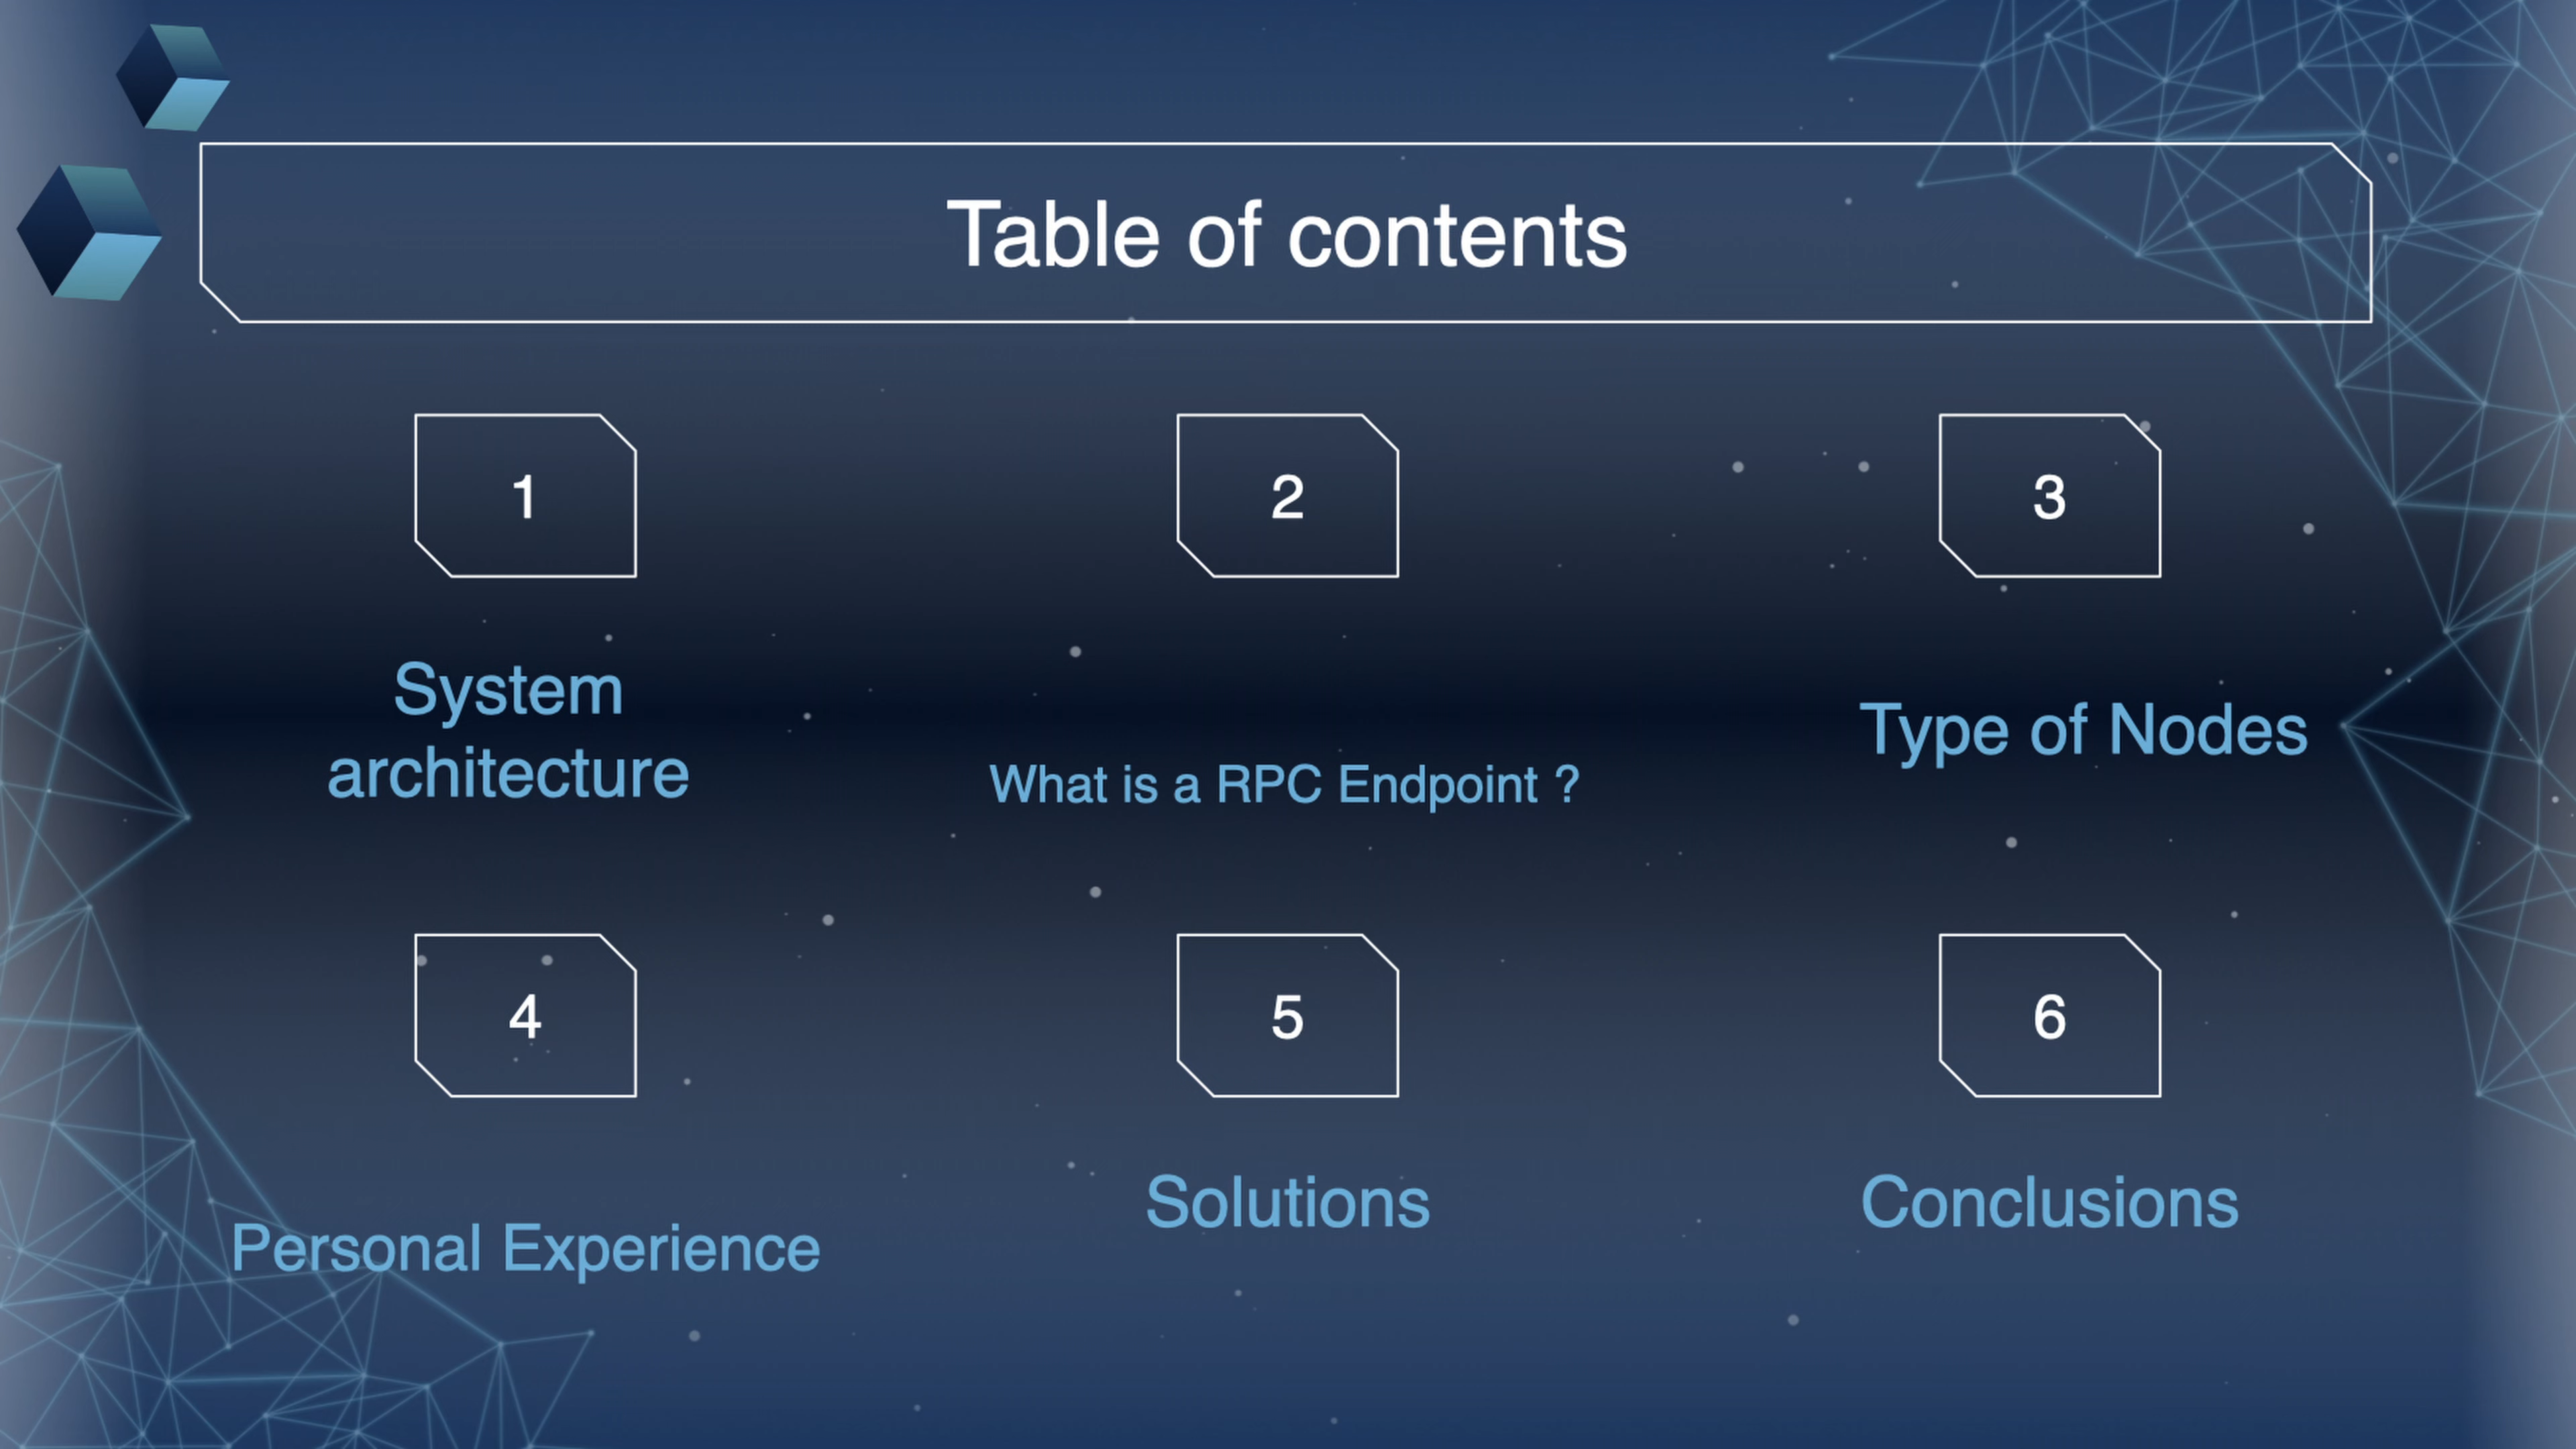 Table of contents
1
2
3
System
architecture
What is a RPC Endpoint ?
Type of Nodes
4
5
6
Personal Experience
Solutions
Conclusions